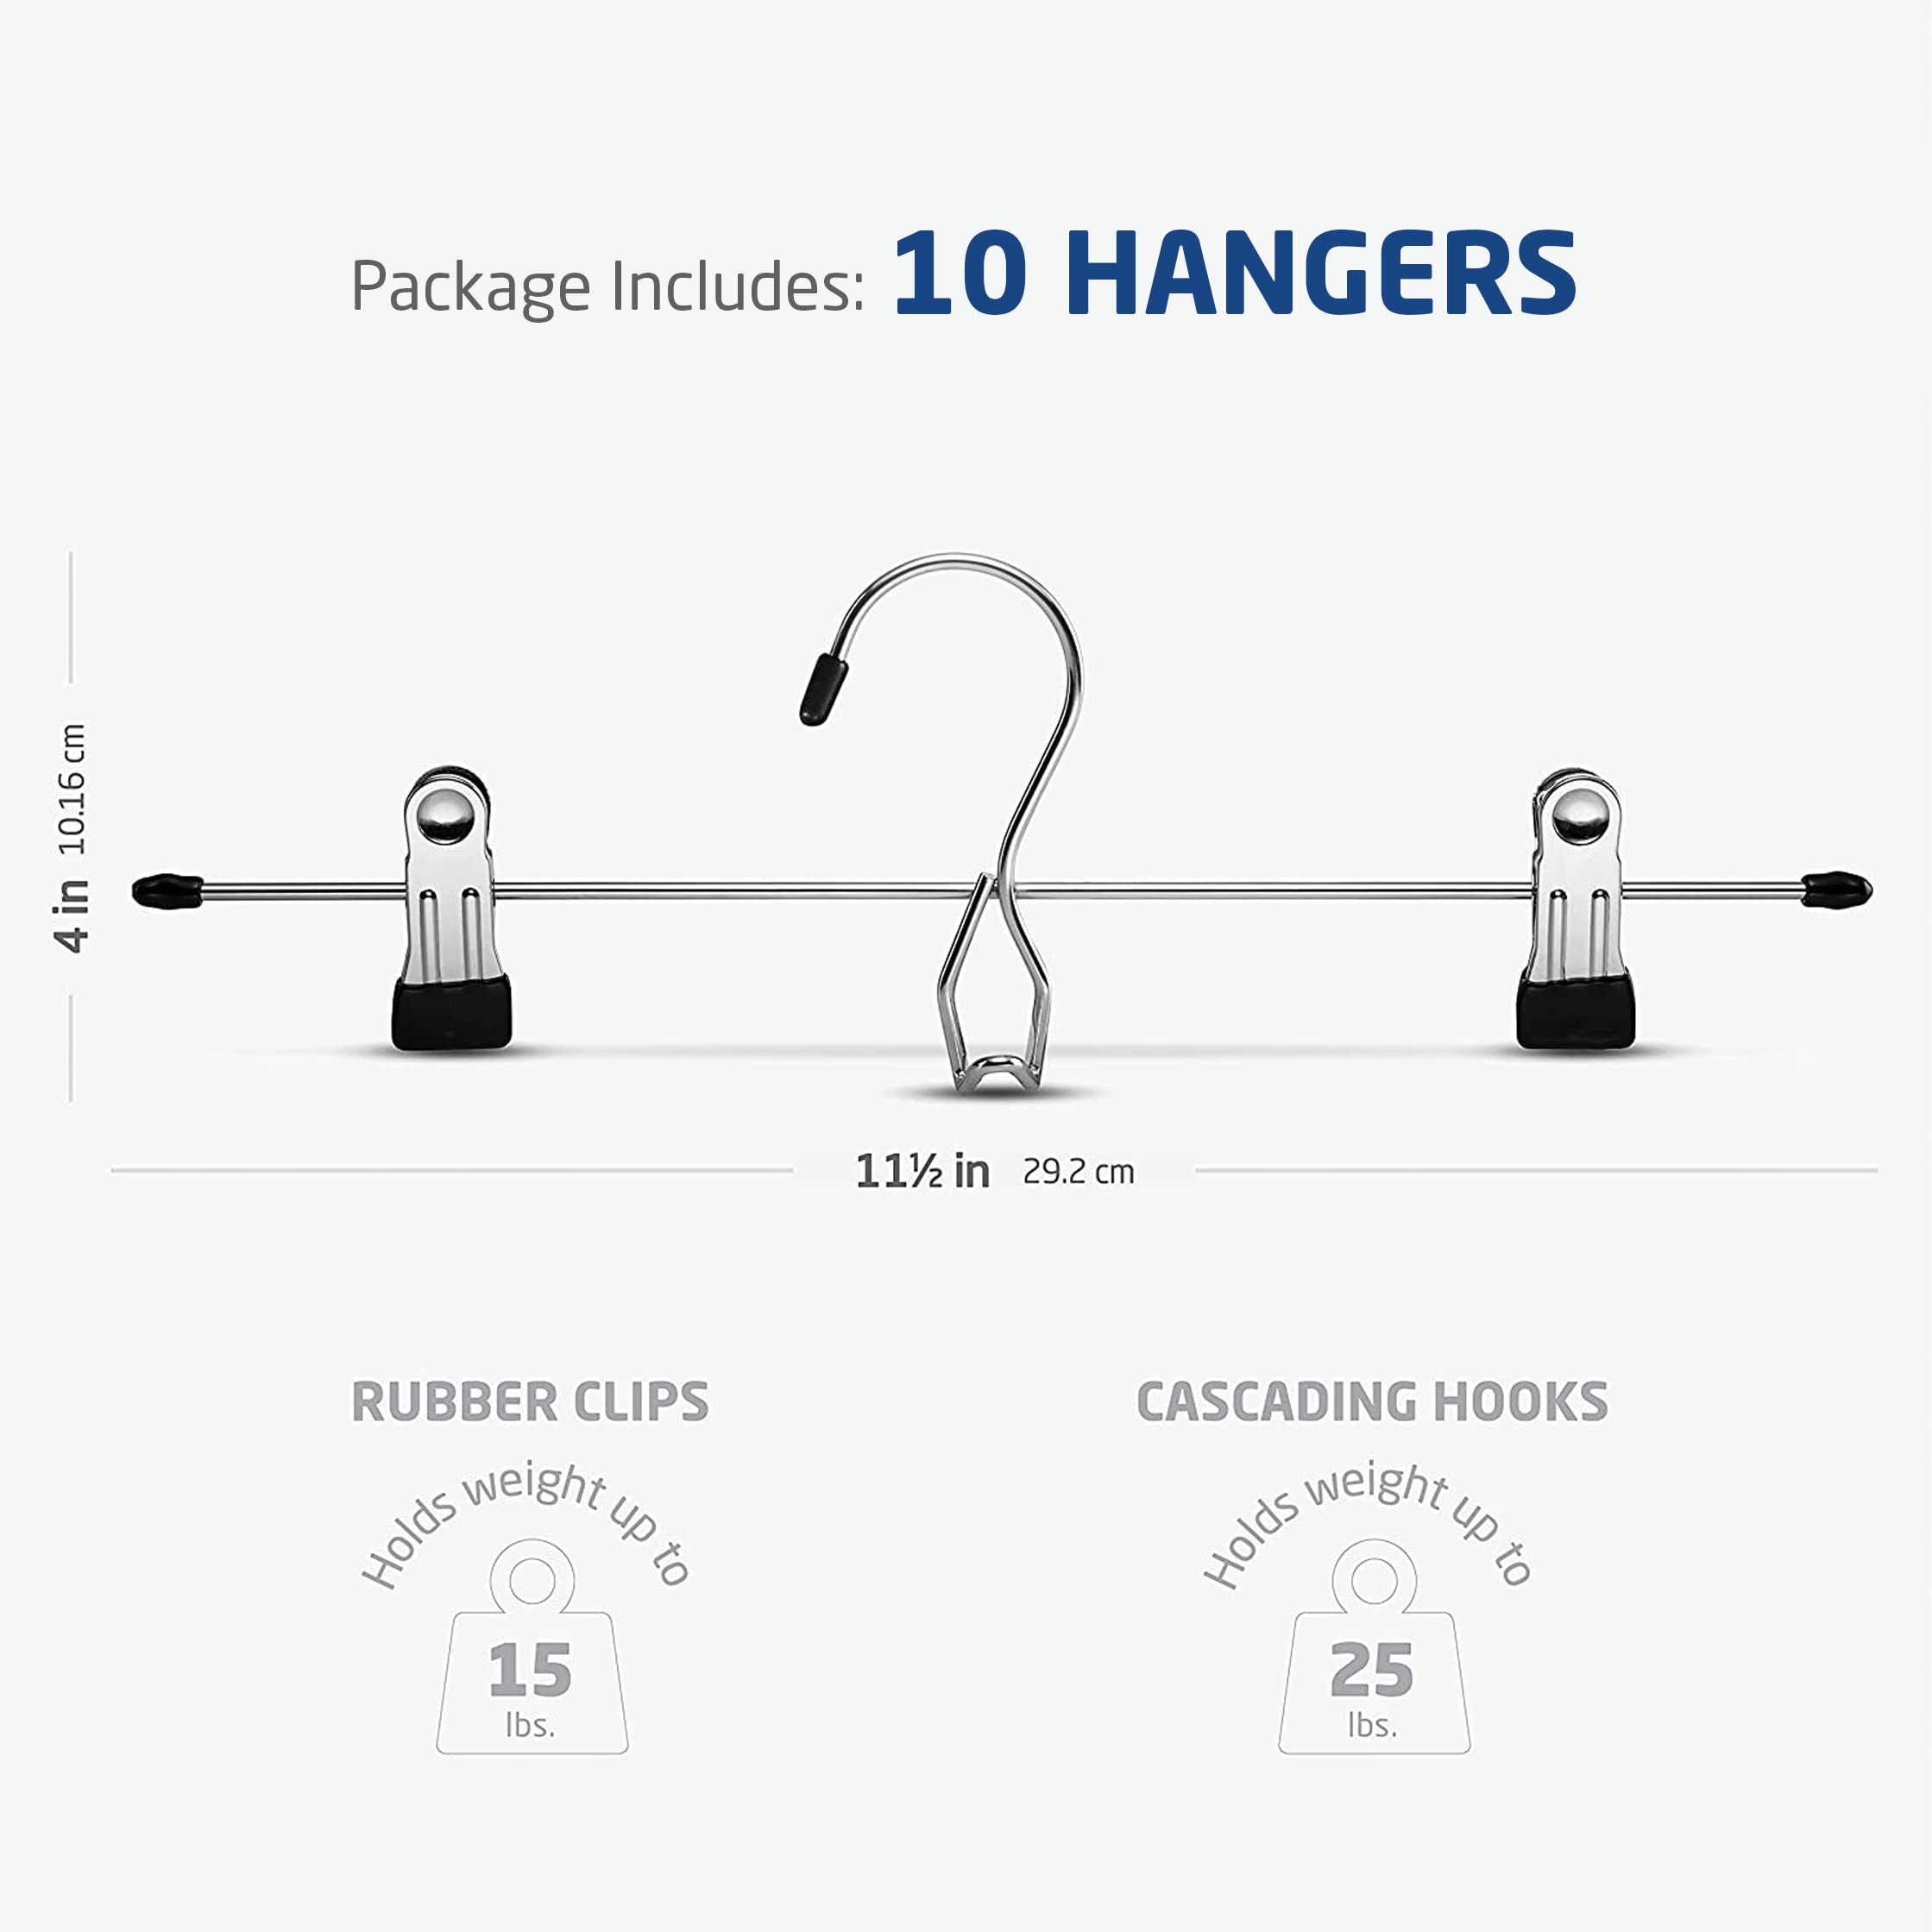 Package Includes: 10 HANGERS
4 in 10.16 cm
11½ in 29.2 cm
RUBBER CLIPS
Holds weight up to
15
lbs.
CASCADING HOOKS
Holds weight up to
25
lbs.